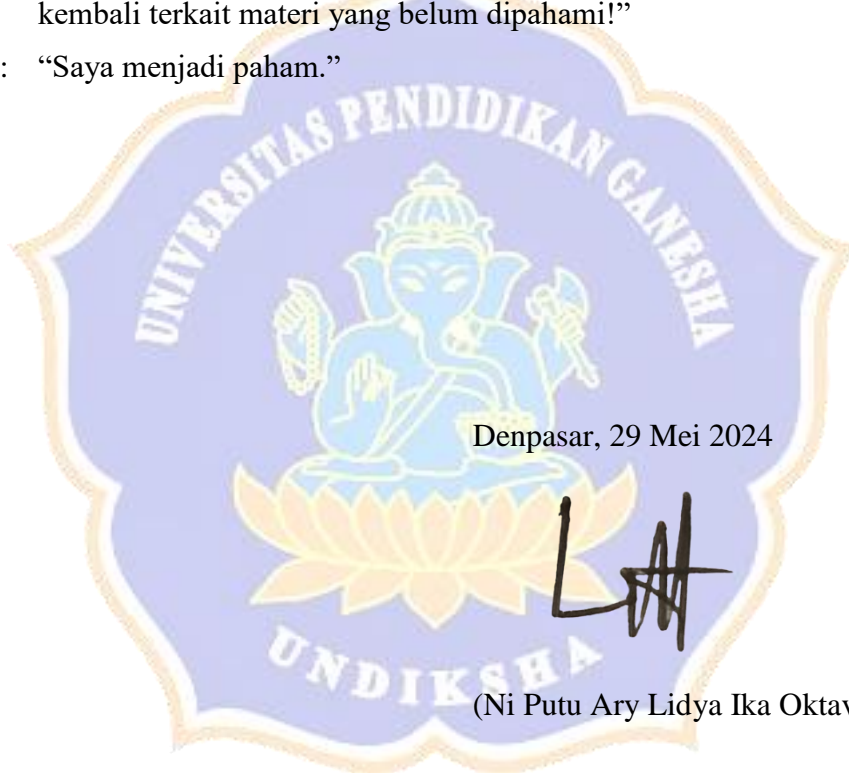 kembali terkait materi yang belum dipahami!”
: “Saya menjadi paham.”
UNIVERSITAS PENDIDIKAN GANESHA
Denpasar, 29 Mei 2024
UNDIKSHA
(Ni Putu Ary Lidya Ika